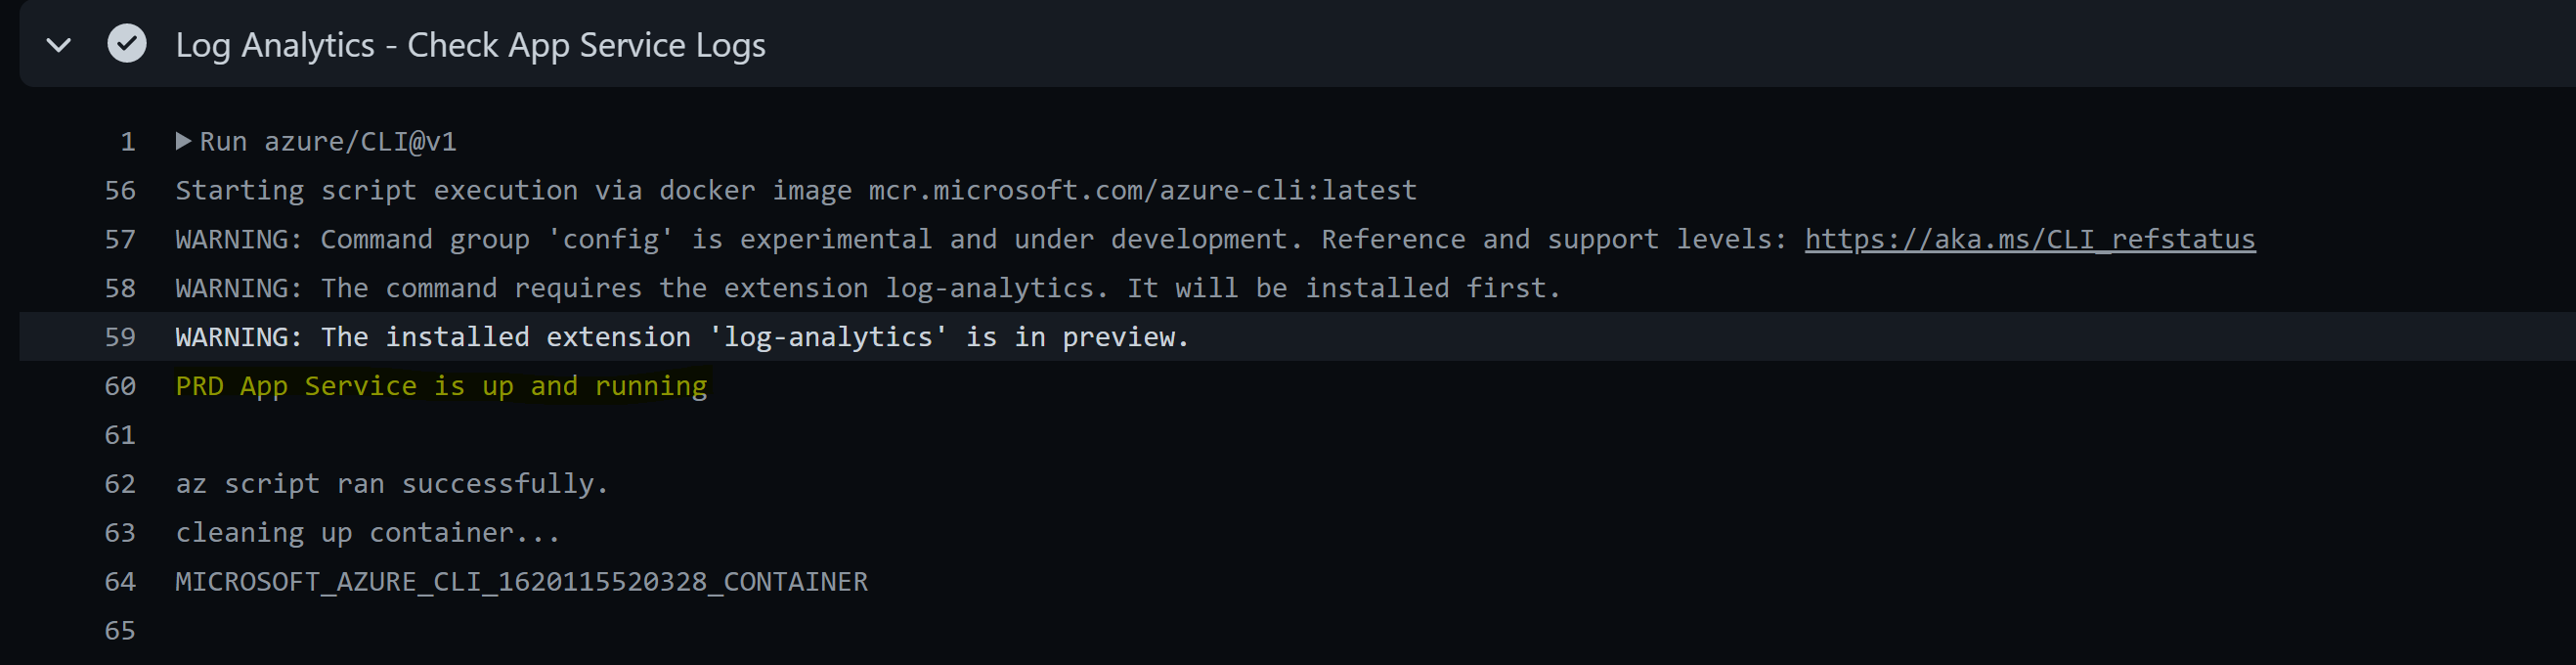 Log Analytics - Check App Service Logs
1 Run azure/CLI@v1
56 Starting script execution via docker image mcr.microsoft.com/azure-cli:latest
57 WARNING: Command group 'config' is experimental and under development. Reference and support levels: https://aka.ms/CLI_refstatus
58 WARNING: The command requires the extension log-analytics. It will be installed first.
59 WARNING: The installed extension 'log-analytics' is in preview.
60 PRD App Service is up and running
61
62 az script ran successfully.
63 cleaning up container...
64 MICROSOFT_AZURE_CLI_1620115520328_CONTAINER
65